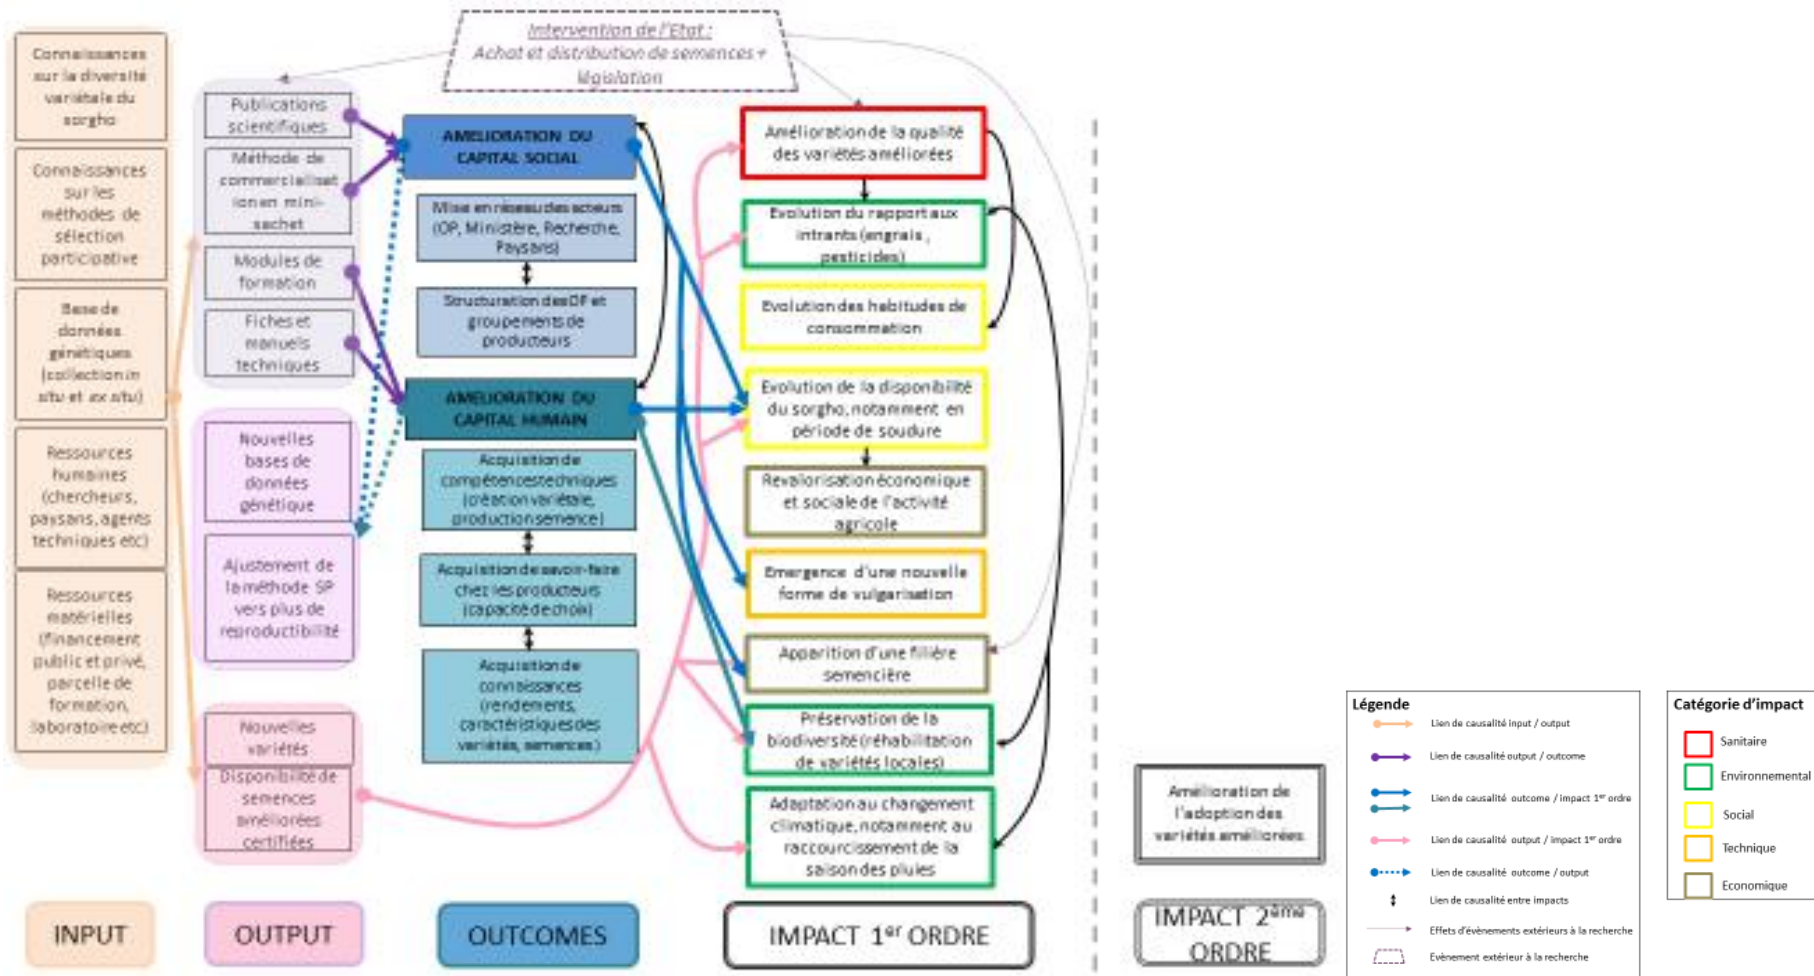 Intervention de l'Etat :
Achat et distribution de semences +
législation
Connaissances
sur la diversité
variétale du
sorgho
Connaissances
sur les
méthodes de
sélection
participative
Base de
données
génétiques
(collection in
situ et ex situ)
Ressources
humaines
(chercheurs,
paysans, agents
techniques etc)
Ressources
matérielles
(financement
public et privé,
parcelle de
formation,
laboratoire etc)
INPUT
Publications
scientifiques
Méthode de
commercialisat
ion en mini-
sachet
Modules de
formation
Fiches et
manuels
techniques
Nouvelles
bases de
données
génétique
Ajustement de
la méthode SP
vers plus de
reproductibilité
Nouvelles
variétés
Disponibilité de
semences
améliorées
certifiées
OUTPUT
AMELIORATION DU
CAPITAL SOCIAL
Mise en réseau des acteurs
(OP, Ministère, Recherche,
Paysans)
Structuration des OP et
groupements de
producteurs
AMELIORATION DU
CAPITAL HUMAIN
Acquisition de
compétences techniques
(création variétale,
production semence)
Acquisition de savoir-faire
chez les producteurs
(capacité de choix)
Acquisition de
connaissances
(rendements,
caractéristiques des
variétés, semences)
OUTCOMES
Amélioration de la qualité
des variétés améliorées
Evolution du rapport aux
intrants (engrais,
pesticides)
Evolution des habitudes de
consommation
Evolution de la disponibilité
du sorgho, notamment en
période de soudure
Revalorisation économique
et sociale de l'activité
agricole
Emergence d'une nouvelle
forme de vulgarisation
Apparition d'une filière
semencière
Préservation de la
biodiversité (réhabilitation
de variétés locales)
Adaptation au changement
climatique, notamment au
raccourcissement de la
saison des pluies
IMPACT 1er ORDRE
Amélioration de
l'adoption des
variétés améliorées
IMPACT 2ème
ORDRE
Légende
Lien de causalité input / output
Lien de causalité output / outcome
Lien de causalité outcome / impact 1er ordre
Lien de causalité output / impact 1er ordre
Lien de causalité outcome / output
Lien de causalité entre impacts
Effets d'évènements extérieurs à la recherche
Evènement extérieur à la recherche
Catégorie d'impact
Sanitaire
Environnemental
Social
Technique
Economique